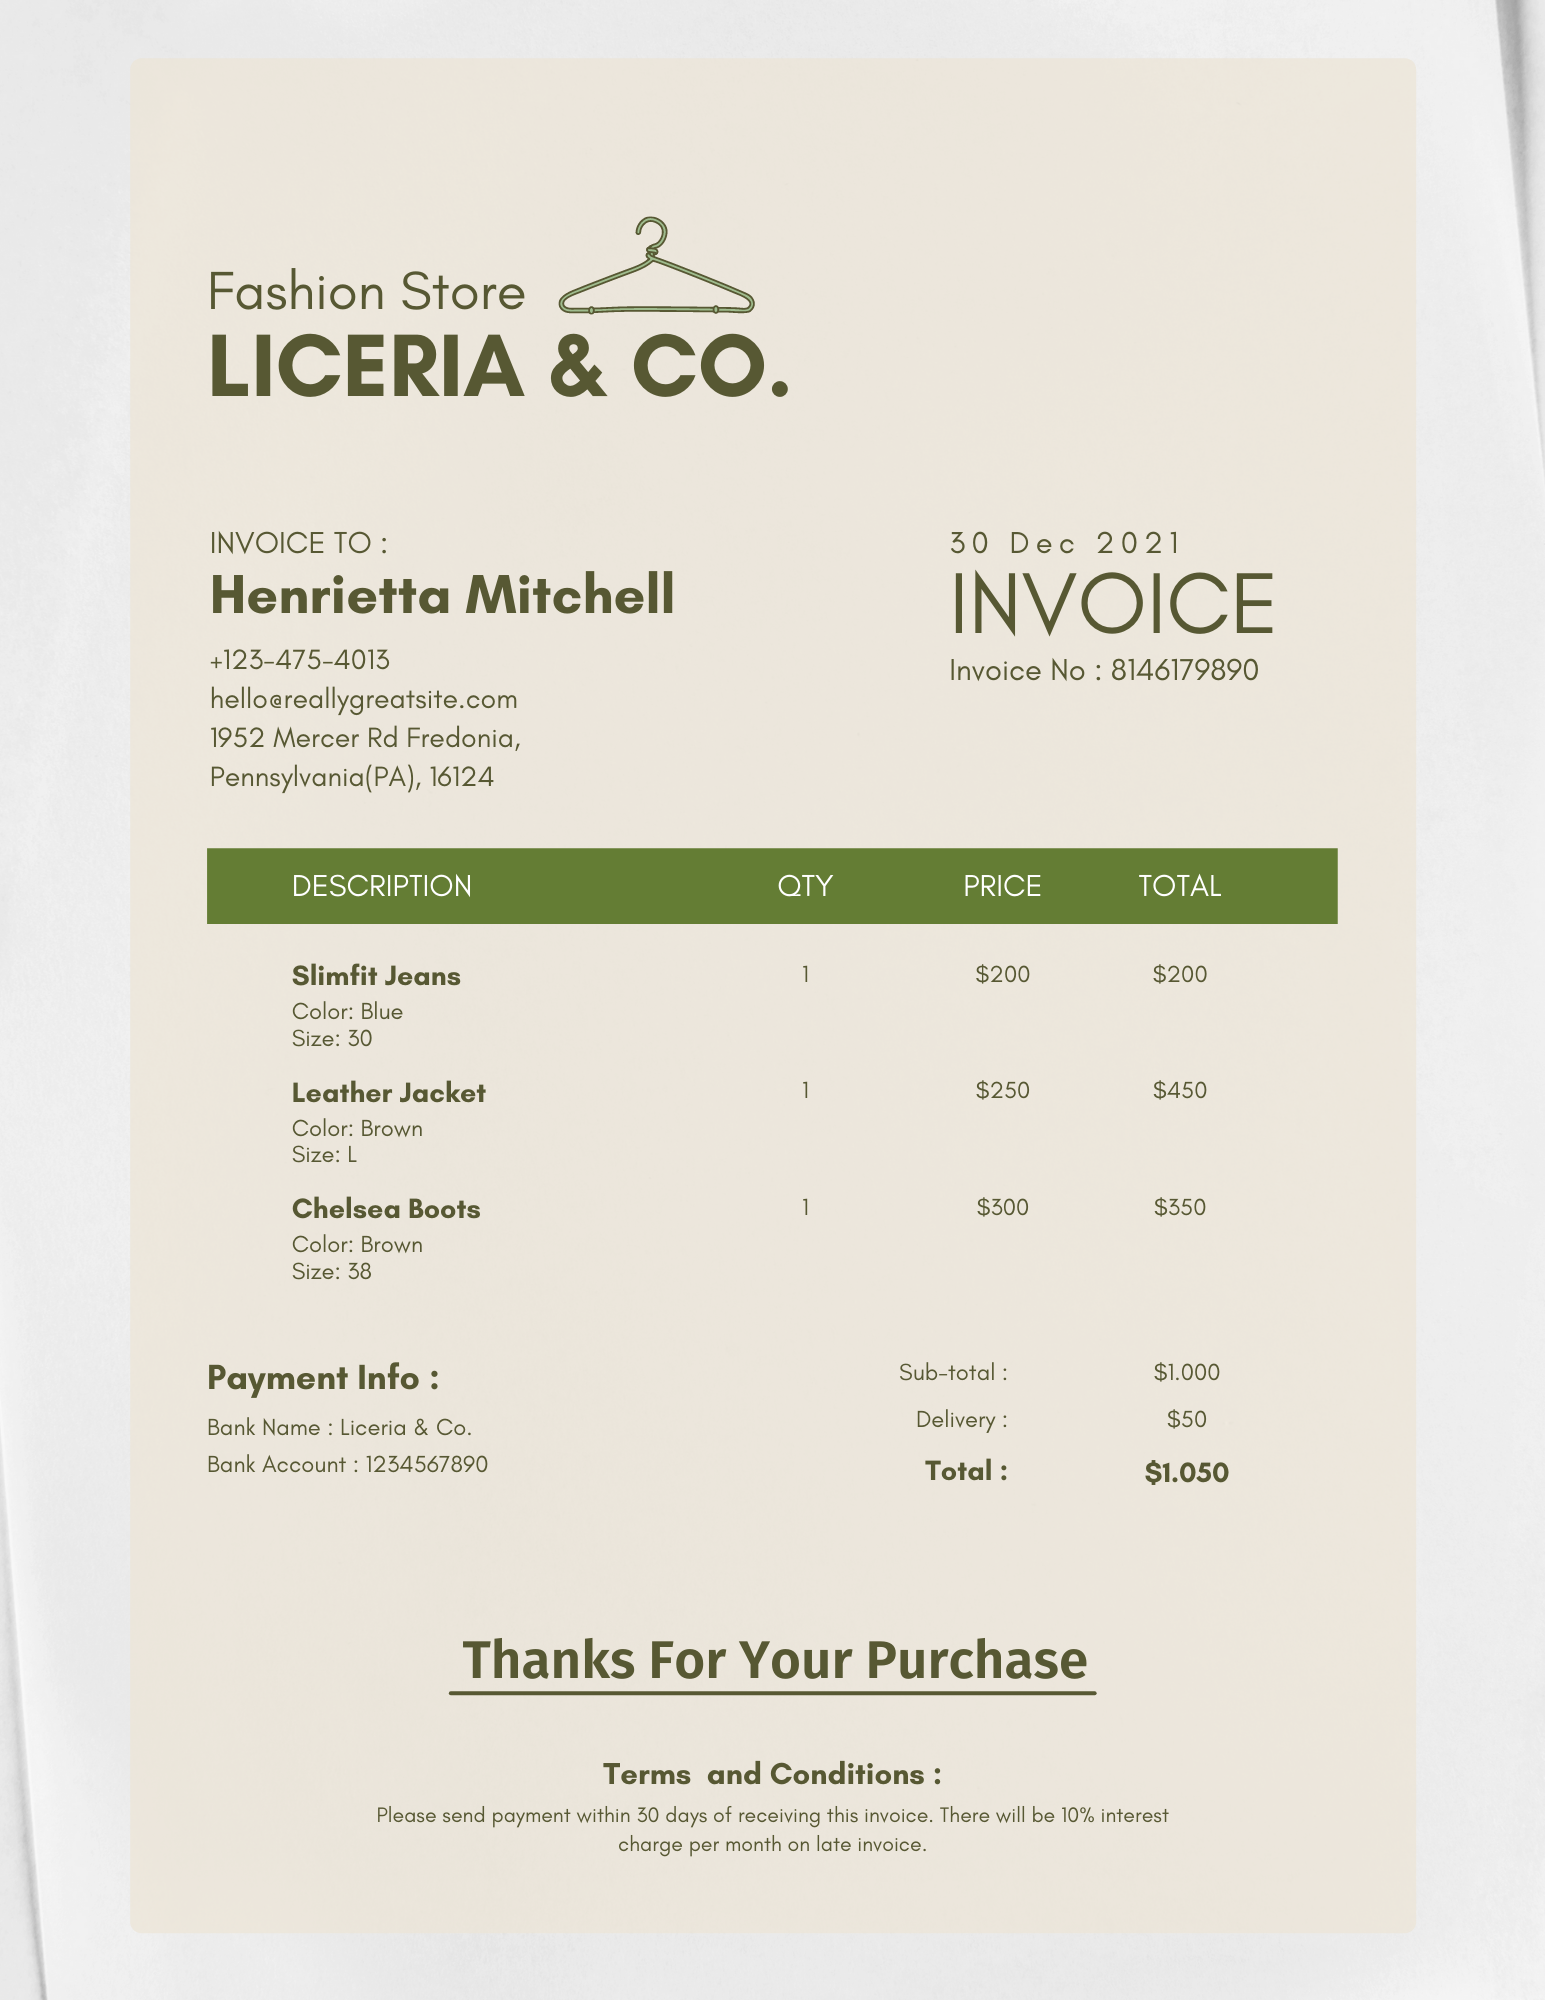 Fashion Store
LICERIA & CO.
INVOICE TO :
Henrietta Mitchell
+123-475-4013
hello@reallygreatsite.com
1952 Mercer Rd Fredonia,
Pennsylvania(PA), 16124
30 Dec 2021
INVOICE
Invoice No : 8146179890
DESCRIPTION QTY PRICE TOTAL
Slimfit Jeans 1 $200 $200
Color: Blue
Size: 30
Leather Jacket 1 $250 $450
Color: Brown
Size: L
Chelsea Boots 1 $300 $350
Color: Brown
Size: 38
Payment Info :
Bank Name : Liceria & Co.
Bank Account : 1234567890
Sub-total : $1.000
Delivery : $50
Total : $1.050
Thanks For Your Purchase
Terms  and Conditions :
Please send payment within 30 days of receiving this invoice. There will be 10% interest
charge per month on late invoice.